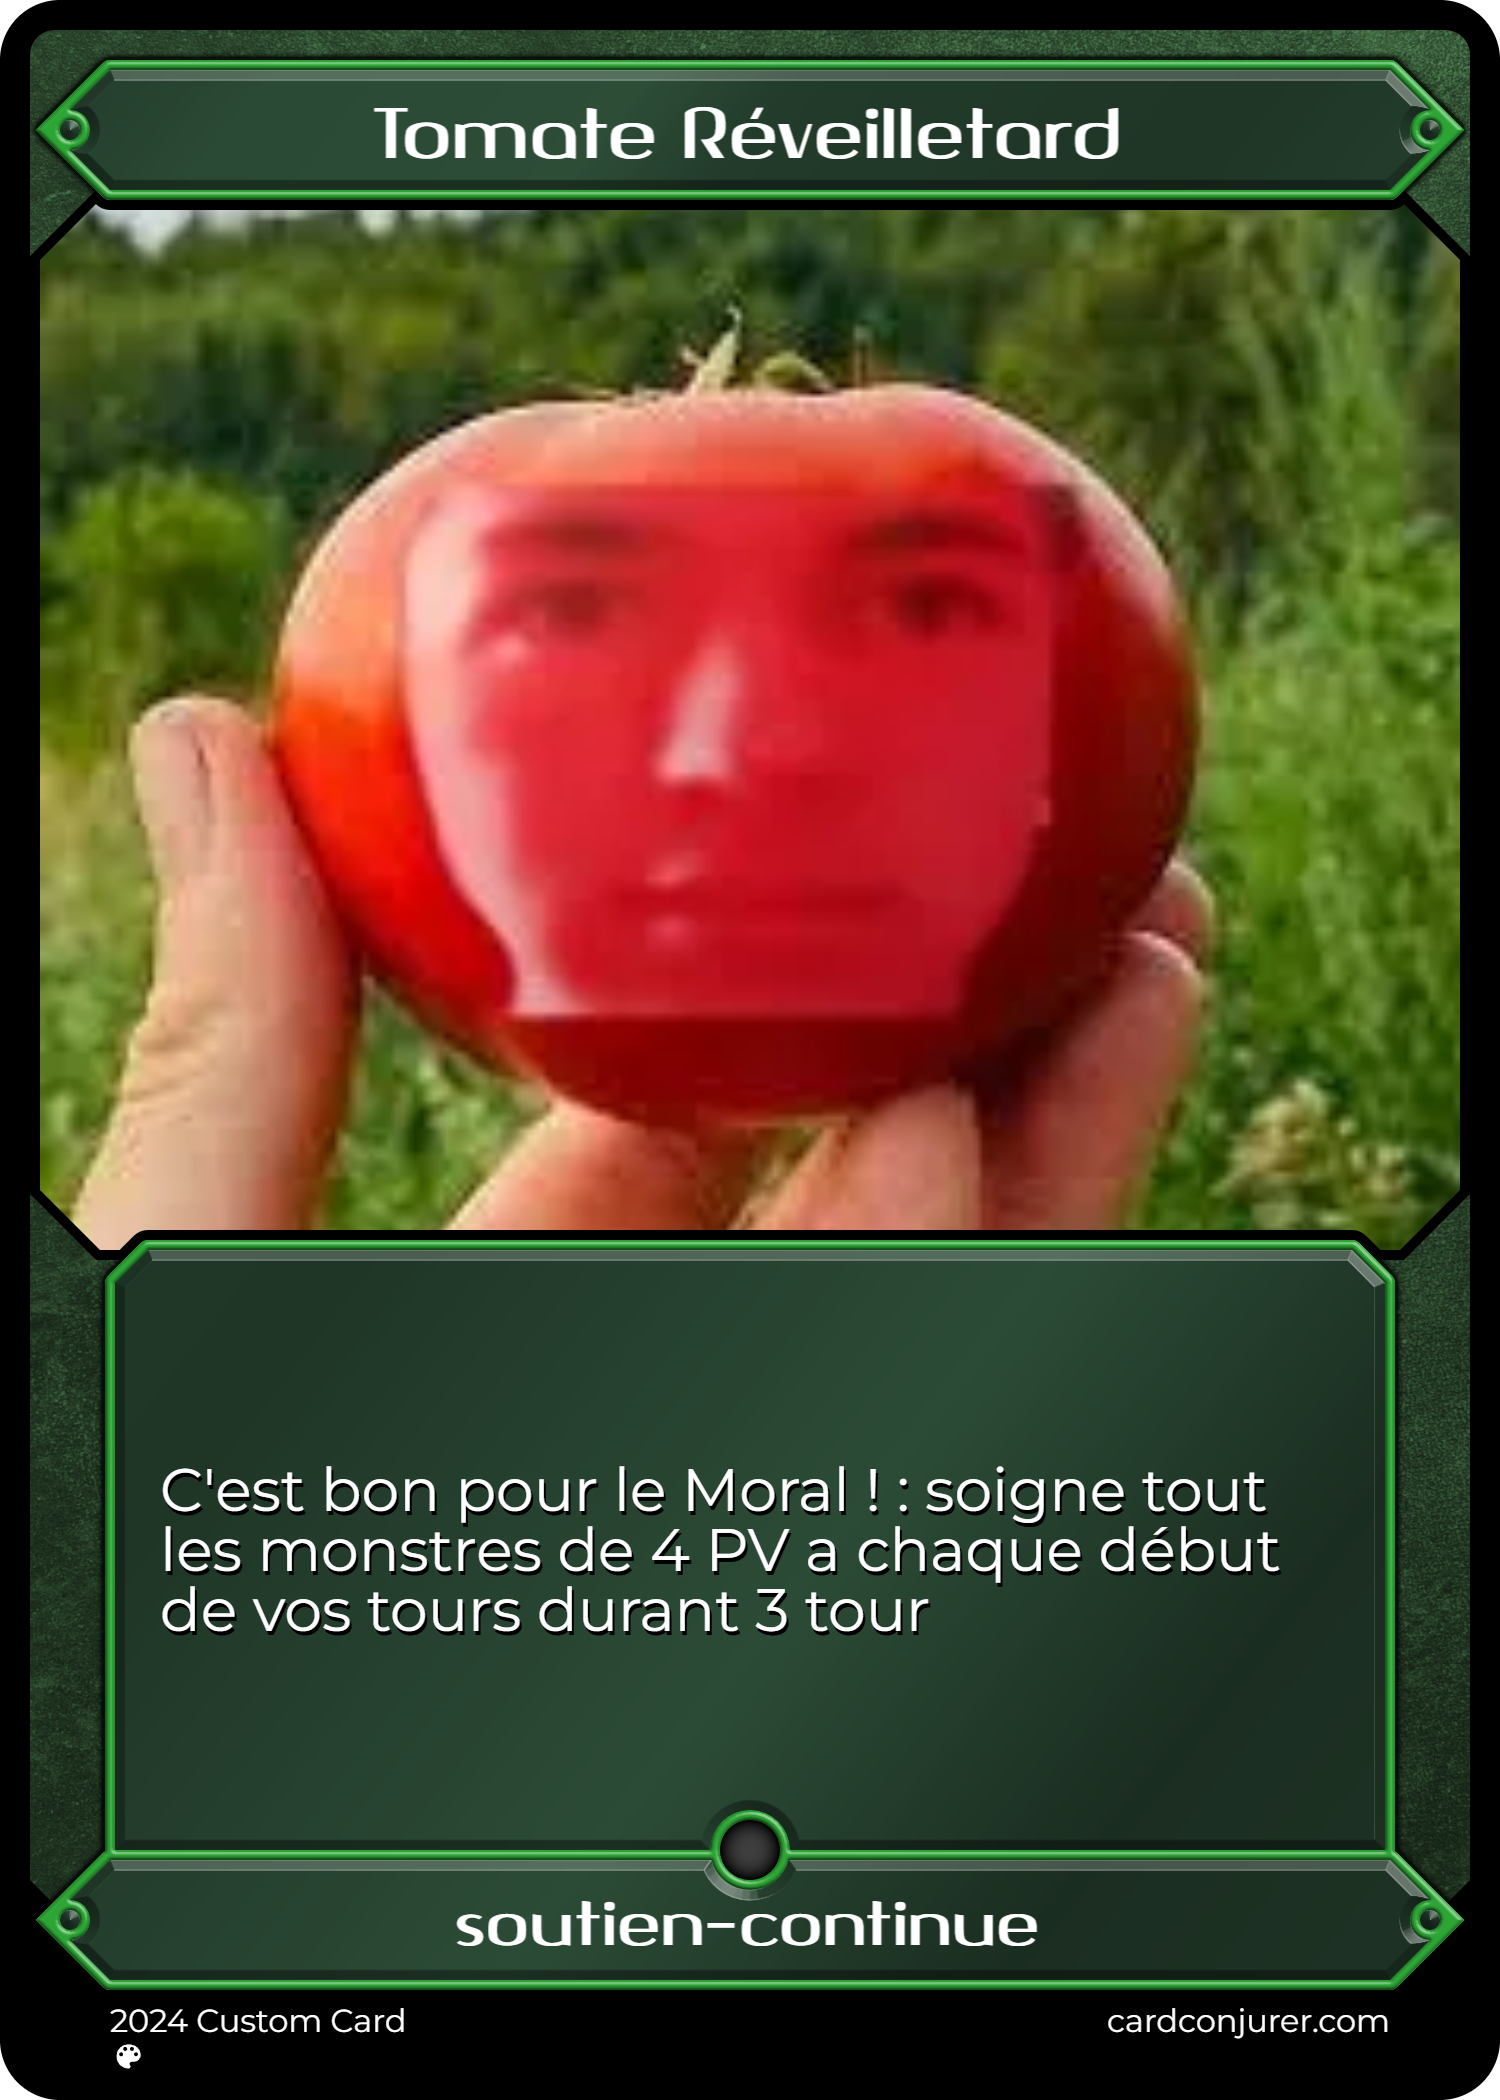 Tomate Réveilletard
C'est bon pour le Moral ! : soigne tout
les monstres de 4 PV a chaque début
de vos tours durant 3 tour
soutien-continue
2024 Custom Card
cardconjurer.com